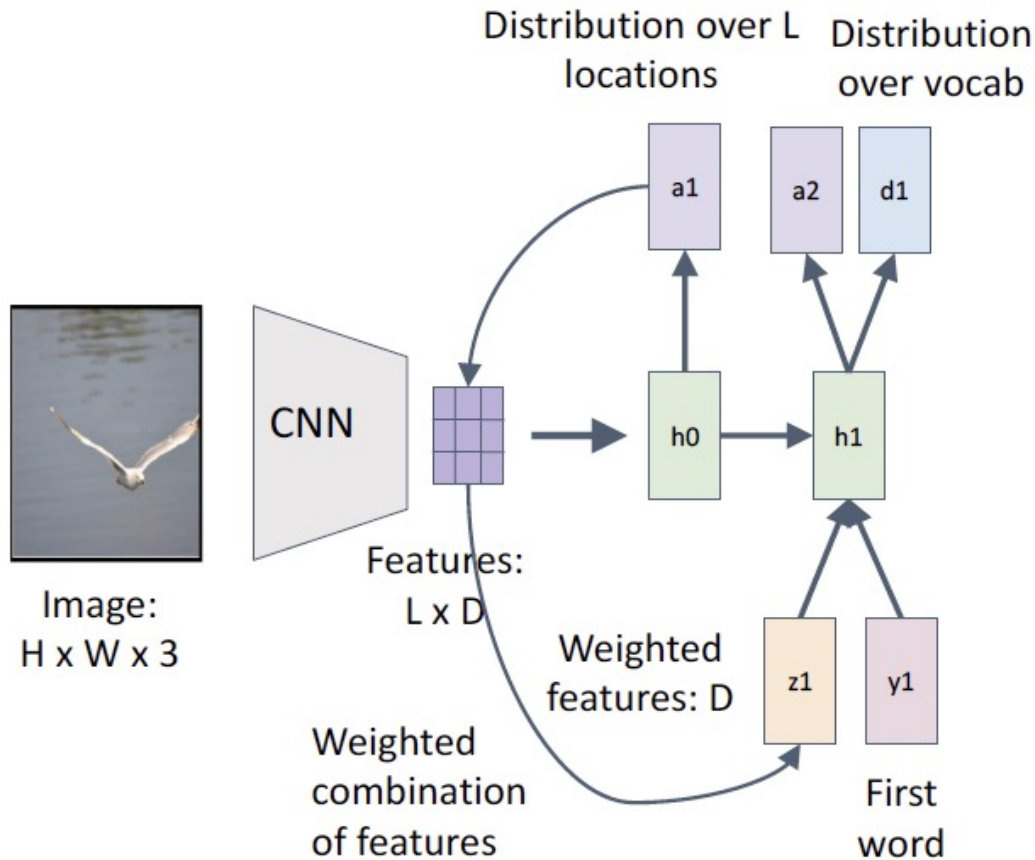 Distribution over L
locations
Distribution
over vocab
a1
a2
d1
CNN
h0
h1
Features:
L x D
Image:
H x W x 3
Weighted
features: D
z1
y1
Weighted
combination
of features
First
word